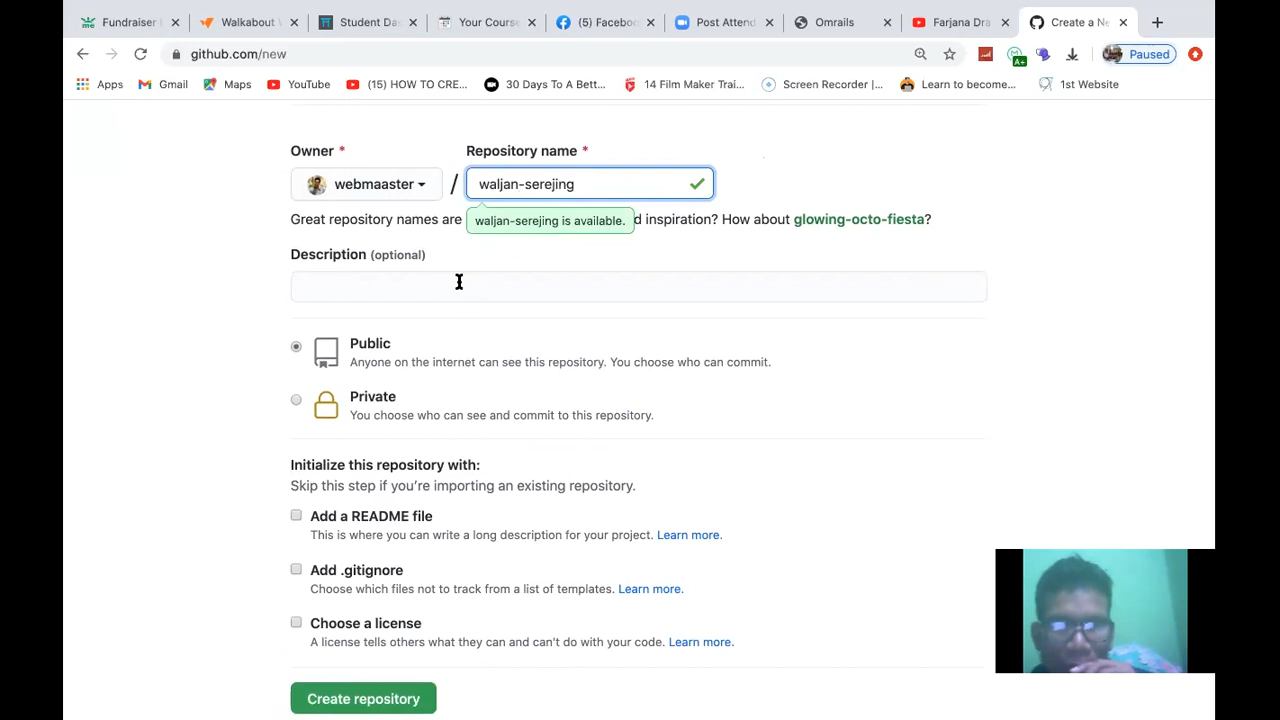 Fundraiser
Walkabout W
Student Da
Your Course
(5) Faceboo
Post Attend
Omrails
Farjana Dra
Create a Ne
github.com/new
Paused
A+
Apps
Gmail
Maps
YouTube
(15) HOW TO CRE...
30 Days To A Bett...
14 Film Maker Trai...
Screen Recorder |...
Learn to become...
1st Website
Owner *
Repository name *
webmaaster
/
waljan-serejing
Great repository names are
waljan-serejing is available.
d inspiration? How about glowing-octo-fiesta?
Description (optional)
Public
Anyone on the internet can see this repository. You choose who can commit.
Private
You choose who can see and commit to this repository.
Initialize this repository with:
Skip this step if you’re importing an existing repository.
Add a README file
This is where you can write a long description for your project. Learn more.
Add .gitignore
Choose which files not to track from a list of templates. Learn more.
Choose a license
A license tells others what they can and can't do with your code. Learn more.
Create repository